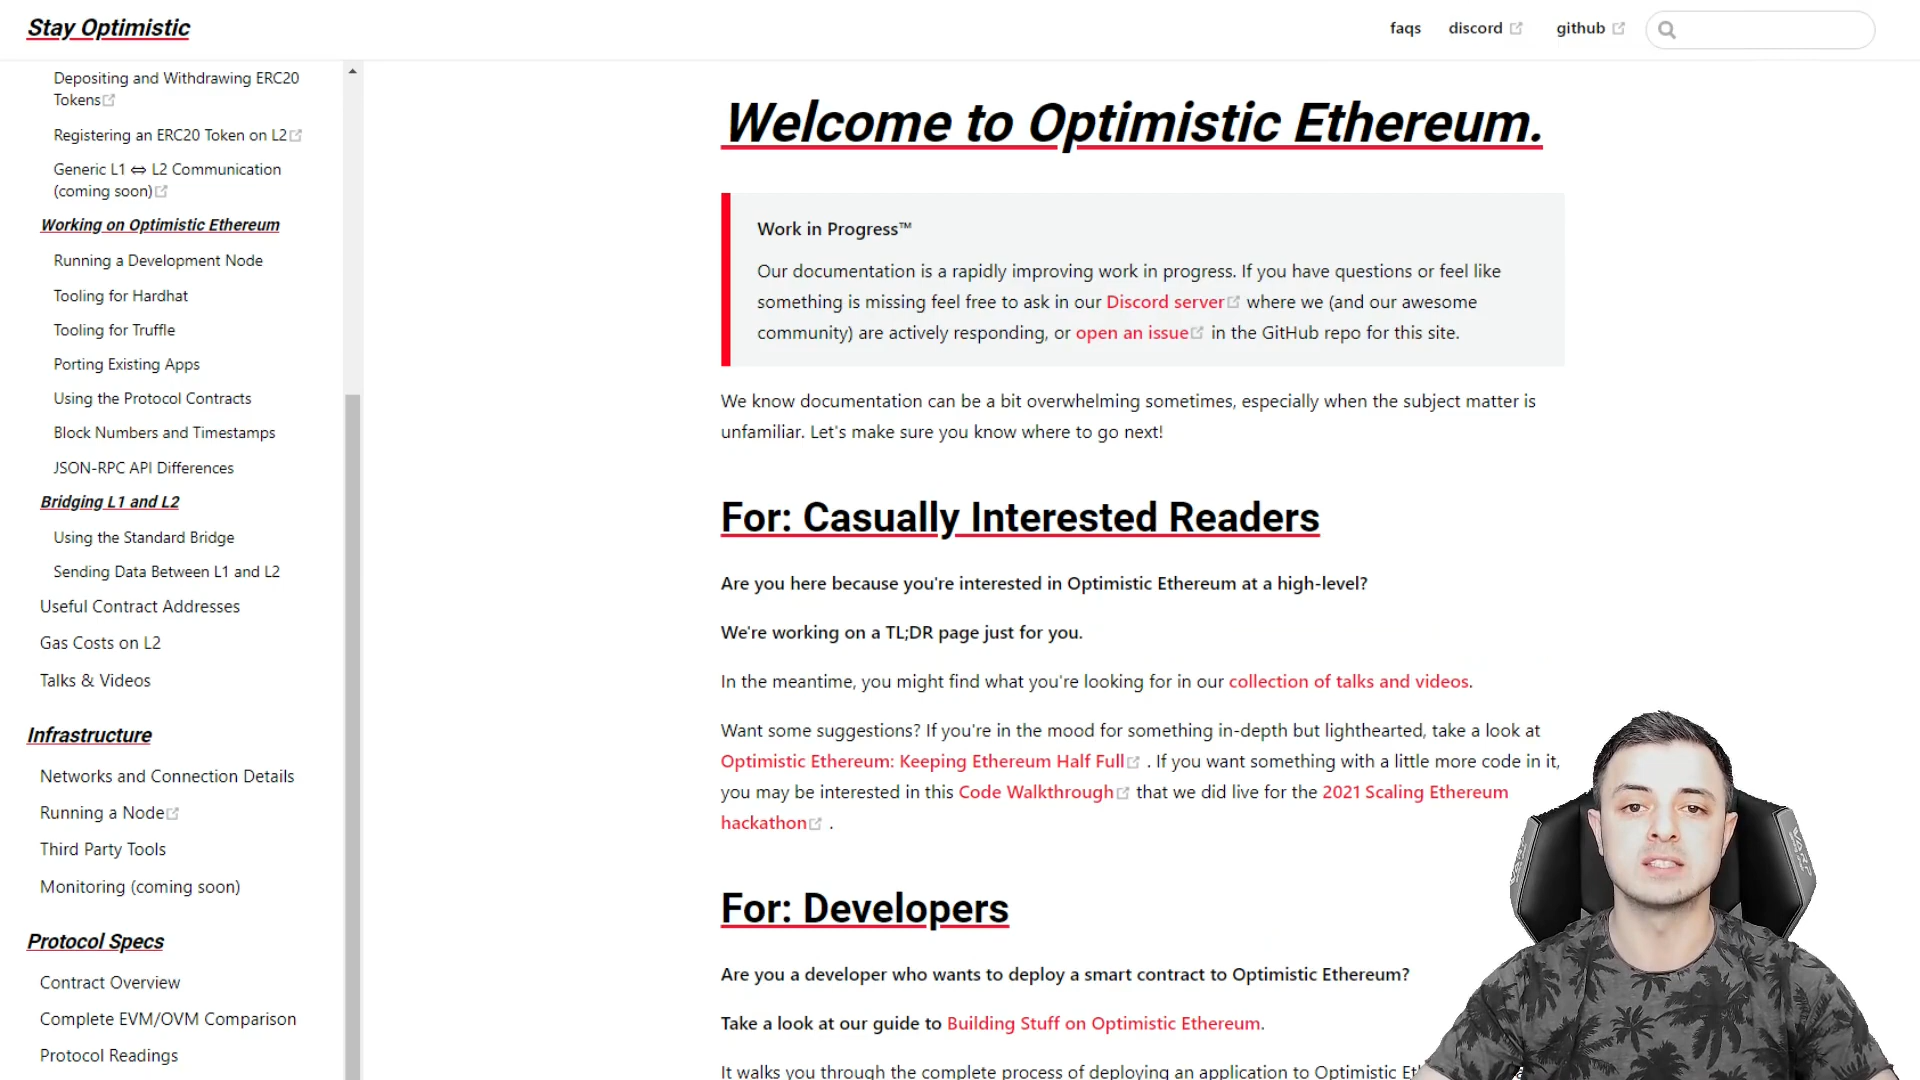 Stay Optimistic
faqs
discord
github
Depositing and Withdrawing ERC20
Tokens
Registering an ERC20 Token on L2
Generic L1 ⇔ L2 Communication
(coming soon)
Working on Optimistic Ethereum
Running a Development Node
Tooling for Hardhat
Tooling for Truffle
Porting Existing Apps
Using the Protocol Contracts
Block Numbers and Timestamps
JSON-RPC API Differences
Bridging L1 and L2
Using the Standard Bridge
Sending Data Between L1 and L2
Useful Contract Addresses
Gas Costs on L2
Talks & Videos
Infrastructure
Networks and Connection Details
Running a Node
Third Party Tools
Monitoring (coming soon)
Protocol Specs
Contract Overview
Complete EVM/OVM Comparison
Protocol Readings
Welcome to Optimistic Ethereum.
Work in Progress™
Our documentation is a rapidly improving work in progress. If you have questions or feel like
something is missing feel free to ask in our Discord server where we (and our awesome
community) are actively responding, or open an issue in the GitHub repo for this site.
We know documentation can be a bit overwhelming sometimes, especially when the subject matter is
unfamiliar. Let's make sure you know where to go next!
For: Casually Interested Readers
Are you here because you're interested in Optimistic Ethereum at a high-level?
We're working on a TL;DR page just for you.
In the meantime, you might find what you're looking for in our collection of talks and videos.
Want some suggestions? If you're in the mood for something in-depth but lighthearted, take a look at
Optimistic Ethereum: Keeping Ethereum Half Full . If you want something with a little more code in it,
you may be interested in this Code Walkthrough that we did live for the 2021 Scaling Ethereum
hackathon .
For: Developers
Are you a developer who wants to deploy a smart contract to Optimistic Ethereum?
Take a look at our guide to Building Stuff on Optimistic Ethereum.
It walks you through the complete process of deploying an application to Optimistic